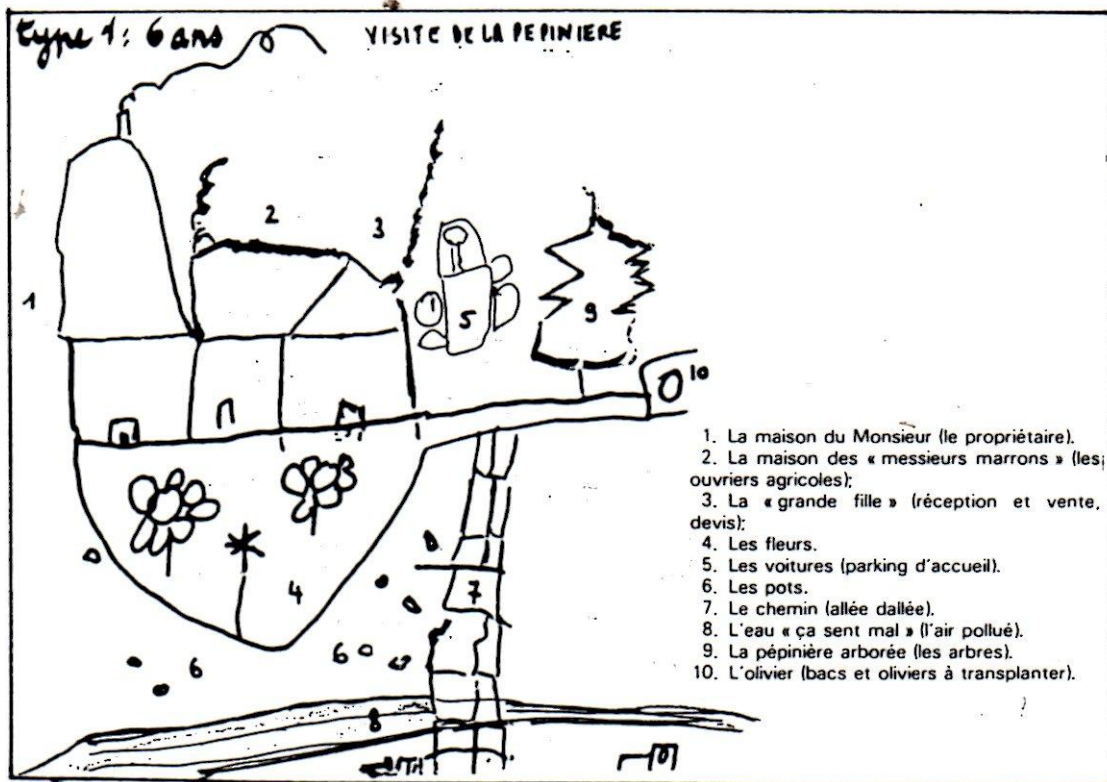 type 1: 6 ans
VISITE DE LA PEPINIERE
2
3
1
5
9
10
4
7
6
6
8
1. La maison du Monsieur (le propriétaire).
2. La maison des « messieurs marrons » (les
ouvriers agricoles);
3. La « grande fille » (réception et vente,
devis);
4. Les fleurs.
5. Les voitures (parking d'accueil).
6. Les pots.
7. Le chemin (allée dallée).
8. L'eau « ça sent mal » (l'air pollué).
9. La pépinière arborée (les arbres).
10. L'olivier (bacs et oliviers à transplanter).